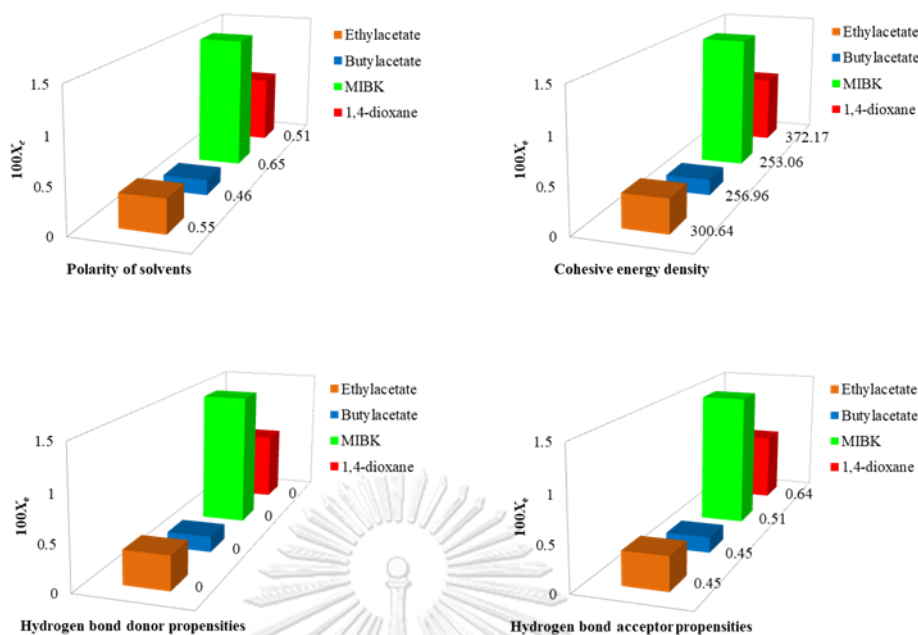 Ethylacetate
Butylacetate
MIBK
1,4-dioxane
1.5
1
0.5
0
100Xe
0.51
0.65
0.46
0.55
Polarity of solvents
Ethylacetate
Butylacetate
MIBK
1,4-dioxane
1.5
1
0.5
0
100Xe
372.17
253.06
256.96
300.64
Cohesive energy density
Ethylacetate
Butylacetate
MIBK
1,4-dioxane
1.5
1
0.5
0
100Xe
0
0
0
0
Hydrogen bond donor propensities
Ethylacetate
Butylacetate
MIBK
1,4-dioxane
1.5
1
0.5
0
100Xe
0.64
0.51
0.45
0.45
Hydrogen bond acceptor propensities